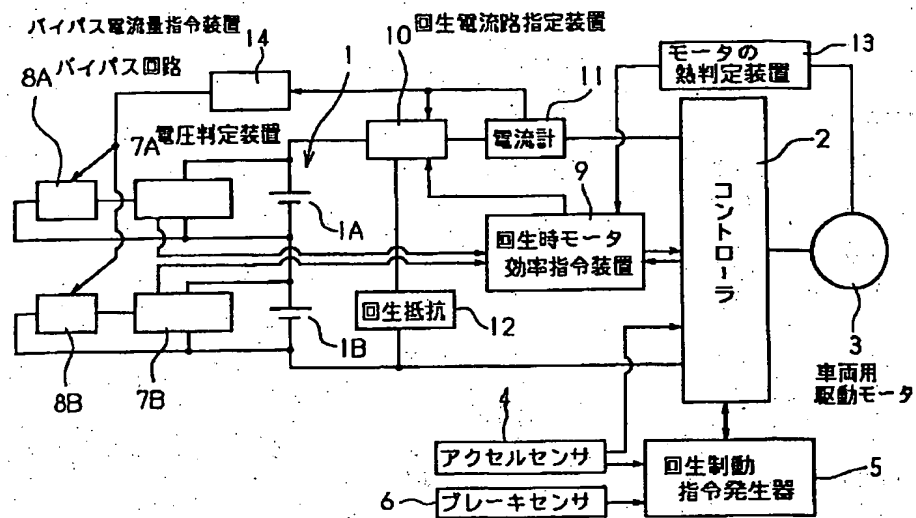 バイパス電流量指令装置
14
10
回生電流路指定装置
モータの
熱判定装置
13
8A
バイパス回路
1
11
7A
電圧判定装置
電流計
2
9
1A
回生時モータ
効率指令装置
コントローラ
回生抵抗
12
1B
8B
7B
3
車両用
駆動モータ
4
アクセルセンサ
回生制動
指令発生器
5
6
ブレーキセンサ